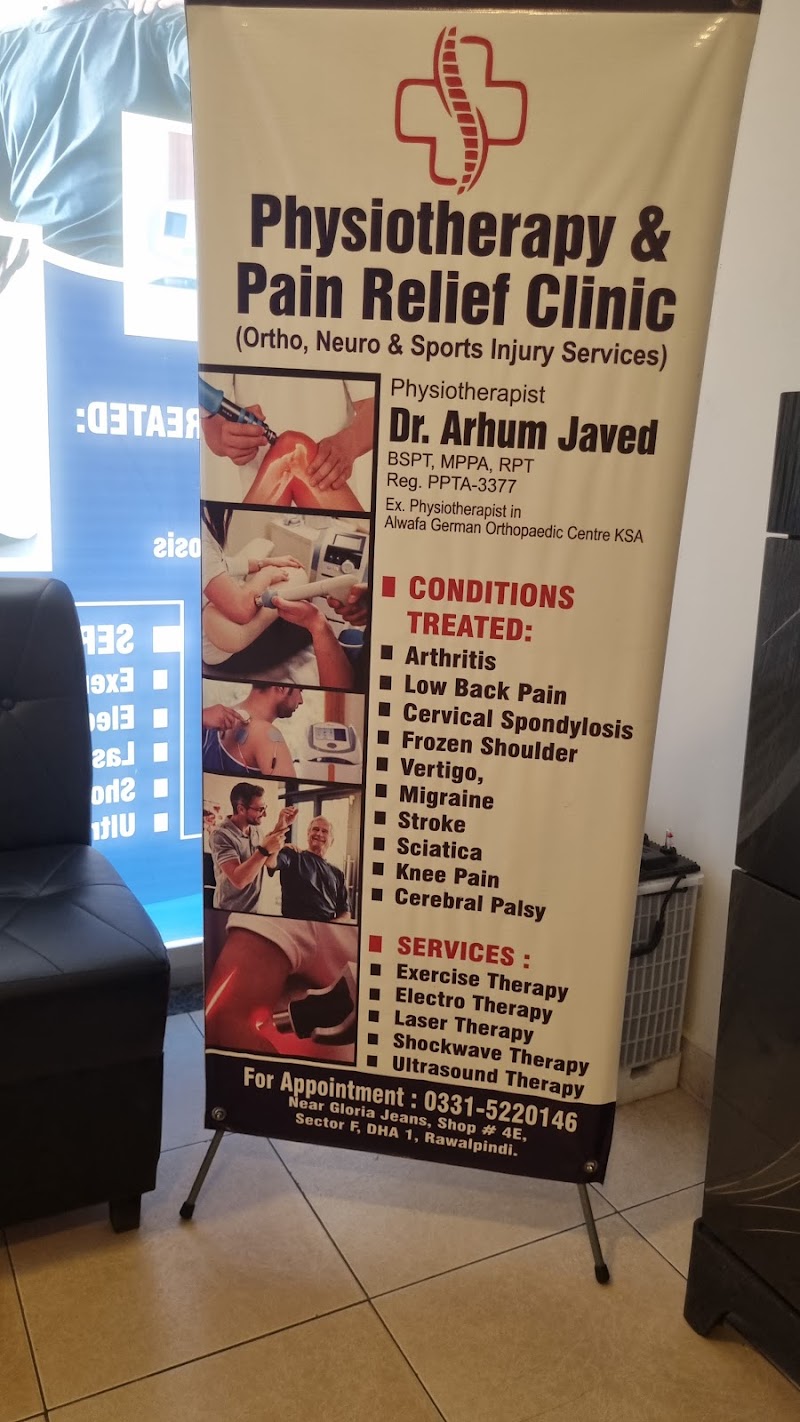 Physiotherapy &
Pain Relief Clinic
(Ortho, Neuro & Sports Injury Services)
Physiotherapist
Dr. Arhum Javed
BSPT, MPPA, RPT
Reg. PPTA-3377
Ex. Physiotherapist in
Alwafa German Orthopaedic Centre KSA
CONDITIONS
TREATED:
Arthritis
Low Back Pain
Cervical Spondylosis
Frozen Shoulder
Vertigo,
Migraine
Stroke
Sciatica
Knee Pain
Cerebral Palsy
SERVICES :
Exercise Therapy
Electro Therapy
Laser Therapy
Shockwave Therapy
Ultrasound Therapy
For Appointment : 0331-5220146
Near Gloria Jeans, Shop # 4E,
Sector F, DHA 1, Rawalpindi.